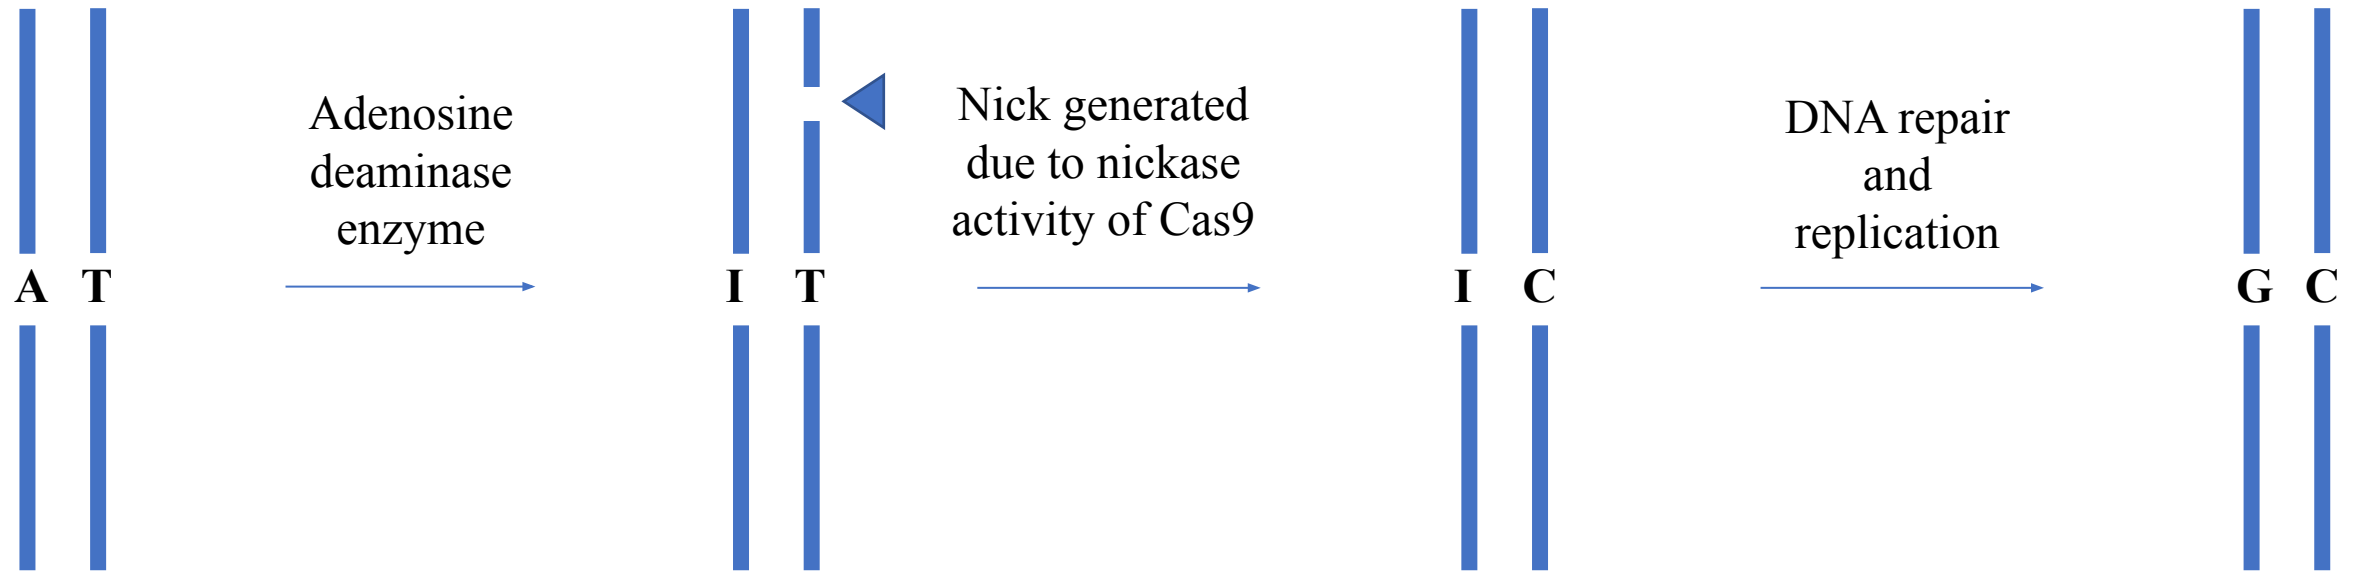 Adenosine
deaminase
enzyme
Nick generated
due to nickase
activity of Cas9
DNA repair
and
replication
A T
I T
I C
G C